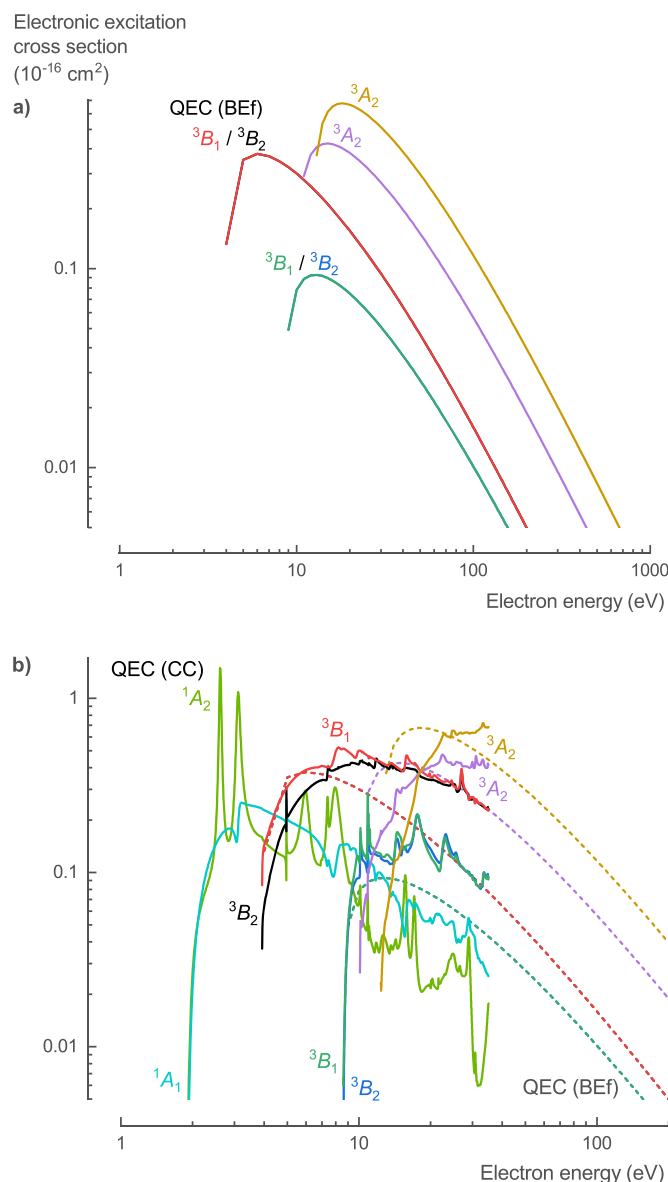 Electronic excitation
cross section
(10⁻¹⁶ cm²)
a)
QEC (BEf)
³B₁ / ³B₂
³A₂
³A₂
³B₁ / ³B₂
0.1
0.01
1 10 100 1000
Electron energy (eV)
b)
QEC (CC)
¹A₂
³B₁
³A₂
³A₂
³B₂
¹A₁
³B₁
³B₂
QEC (BEf)
1
0.1
0.01
1 10 100
Electron energy (eV)